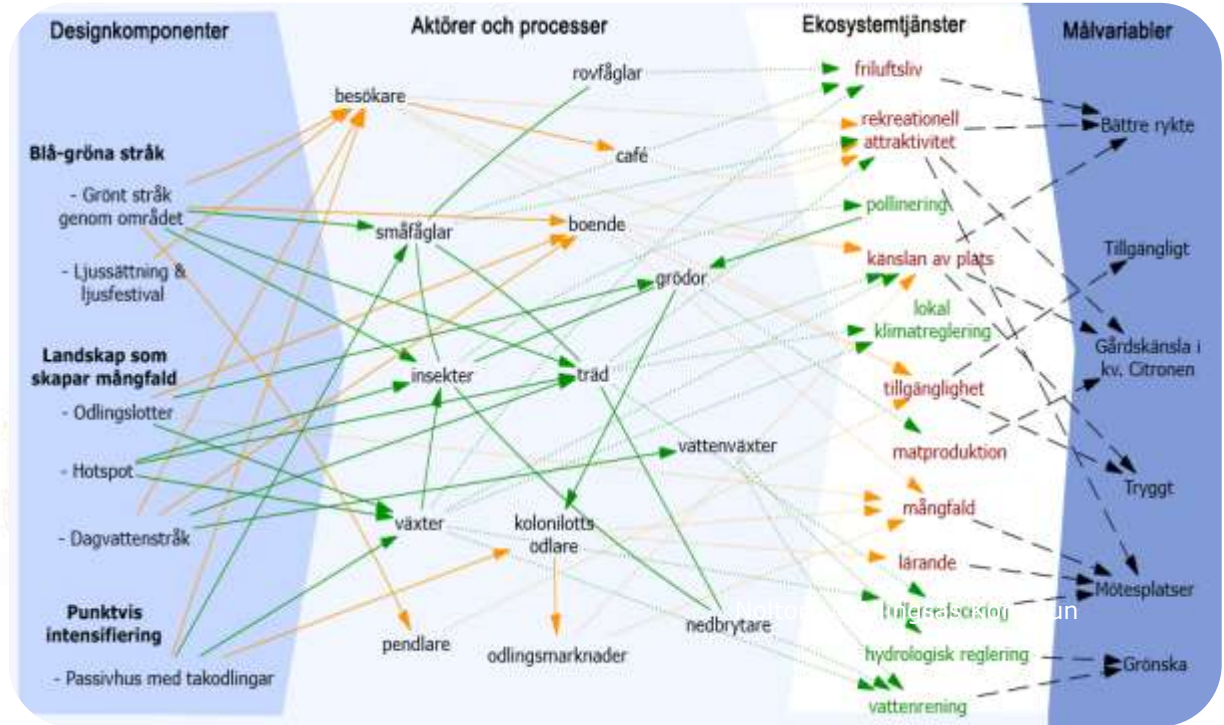 Designkomponenter
Aktörer och processer
Ekosystemtjänster
Målvariabler
Blå-gröna stråk
- Grönt stråk
genom området
- Ljussättning &
ljusfestival
Landskap som
skapar mångfald
- Odlingslotter
- Hotspot
- Dagvattenstråk
Punktvis
intensifiering
- Passivhus med takodlingar
rovfåglar
besökare
café
småfåglar
boende
grödor
insekter
träd
vattenväxter
växter
kolonilotts
odlare
pendlare
odlingsmarknader
nedbrytare
friluftsliv
rekreationell
attraktivitet
pollinering
känslan av plats
lokal
klimatreglering
tillgänglighet
matproduktion
mångfald
lärande
hydrologisk reglering
vattenrening
Bättre rykte
Tillgängligt
Gårdskänsla i
kv. Citronen
Tryggt
Mötesplatser
Grönska